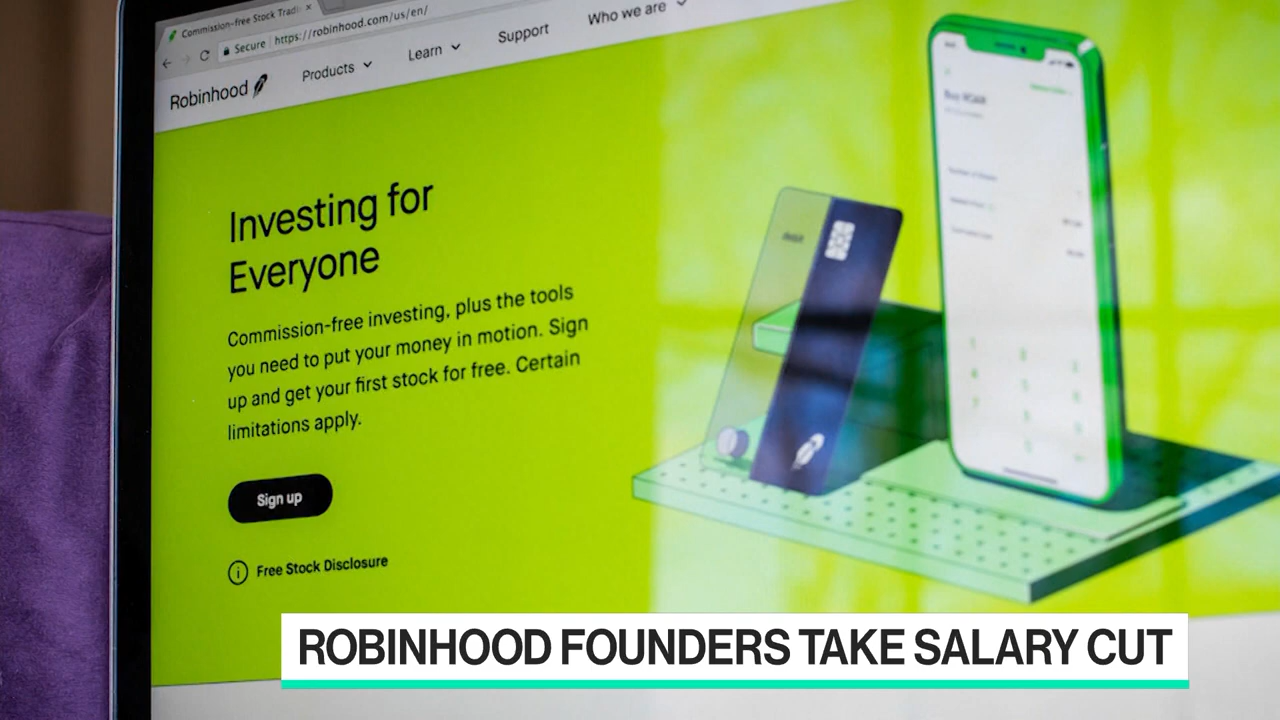 Commission-free Stock Tradi
Secure https://robinhood.com/us/en/
Robinhood Products Learn Support Who we are
Investing for
Everyone
Commission-free investing, plus the tools
you need to put your money in motion. Sign
up and get your first stock for free. Certain
limitations apply.
Sign up
Free Stock Disclosure
debit
ROBINHOOD FOUNDERS TAKE SALARY CUT